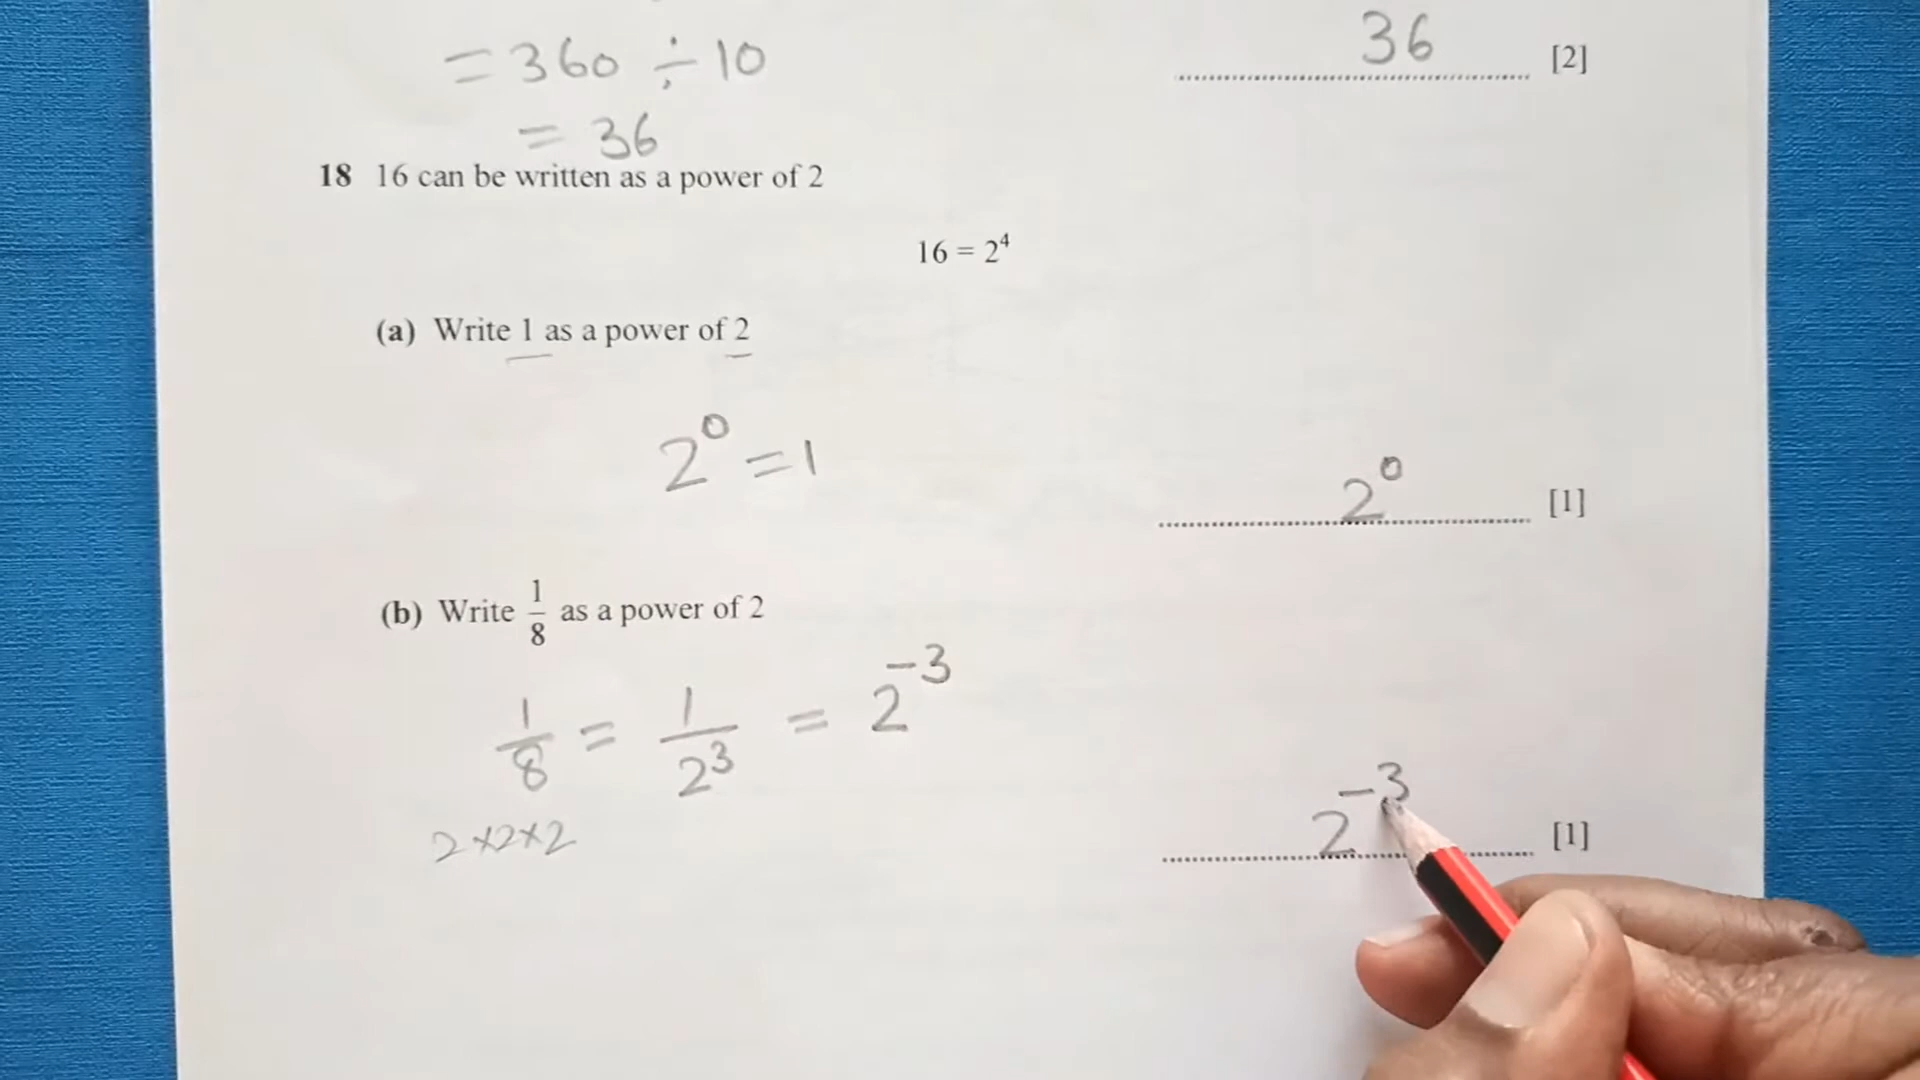 = 360 ÷ 10
36 [2]
= 36
18 16 can be written as a power of 2
16 = 2⁴
(a) Write 1 as a power of 2
2⁰ = 1
2⁰ [1]
(b) Write 1/8 as a power of 2
1/8 = 1/2³ = 2⁻³
2×2×2
2⁻³ [1]